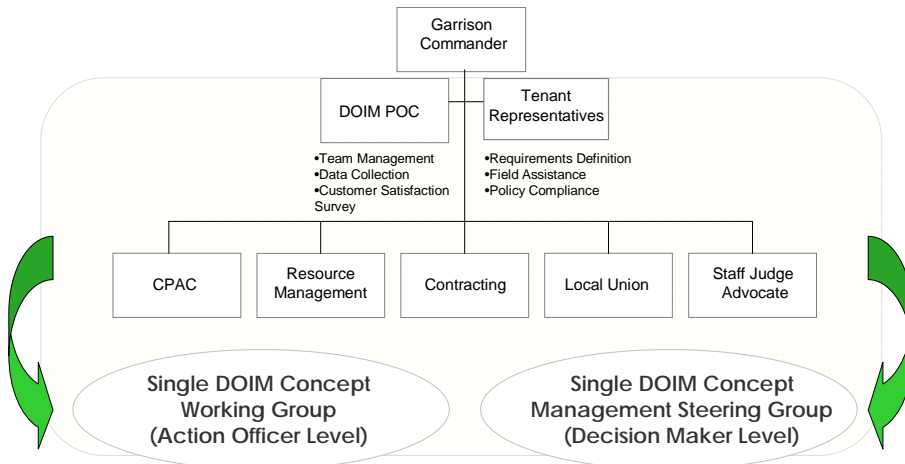 Garrison
Commander
DOIM POC
Tenant
Representatives
•Team Management
•Data Collection
•Customer Satisfaction
Survey
•Requirements Definition
•Field Assistance
•Policy Compliance
CPAC
Resource
Management
Contracting
Local Union
Staff Judge
Advocate
Single DOIM Concept
Working Group
(Action Officer Level)
Single DOIM Concept
Management Steering Group
(Decision Maker Level)